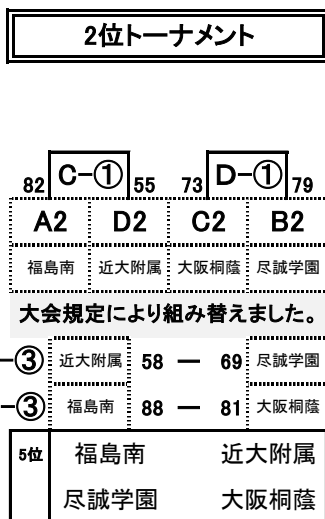 2位トーナメント
82 C-① 55 73 D-① 79
A2 D2 C2 B2
福島南 近大附属 大阪桐蔭 尽誠学園
大会規定により組み替えました。
-③ 近大附属 58 ー 69 尽誠学園
-③ 福島南 88 ー 81 大阪桐蔭
5位 福島南 近大附属
尽誠学園 大阪桐蔭